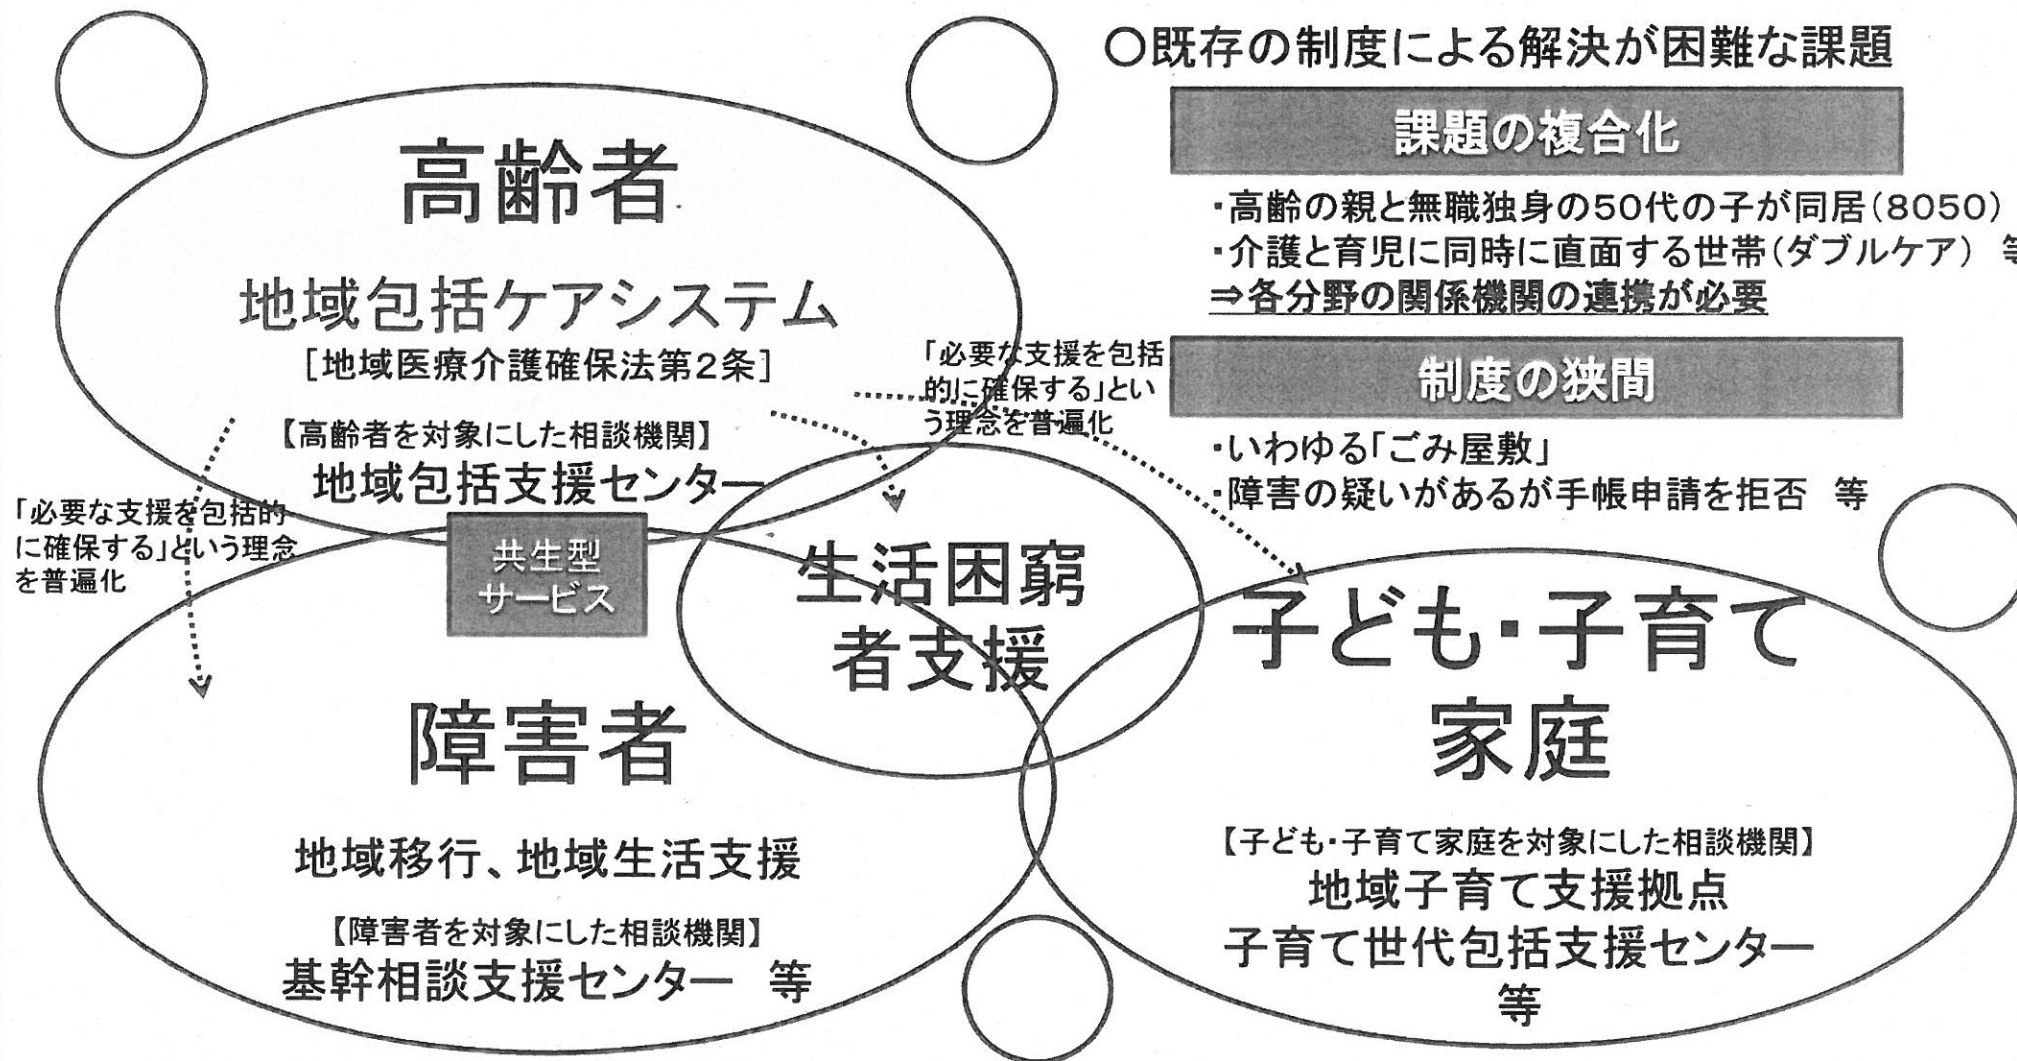 高齢者
地域包括ケアシステム
[地域医療介護確保法第2条]
【高齢者を対象にした相談機関】
地域包括支援センター
「必要な支援を包括的
に確保する」という理念
を普遍化
共生型
サービス
障害者
地域移行、地域生活支援
【障害者を対象にした相談機関】
基幹相談支援センター　等
「必要な支援を包括
的に確保する」とい
う理念を普遍化
生活困窮
者支援
○既存の制度による解決が困難な課題
課題の複合化
・高齢の親と無職独身の50代の子が同居(8050)
・介護と育児に同時に直面する世帯(ダブルケア)　等
⇒各分野の関係機関の連携が必要
制度の狭間
・いわゆる「ごみ屋敷」
・障害の疑いがあるが手帳申請を拒否　等
子ども・子育て
家庭
【子ども・子育て家庭を対象にした相談機関】
地域子育て支援拠点
子育て世代包括支援センター
等